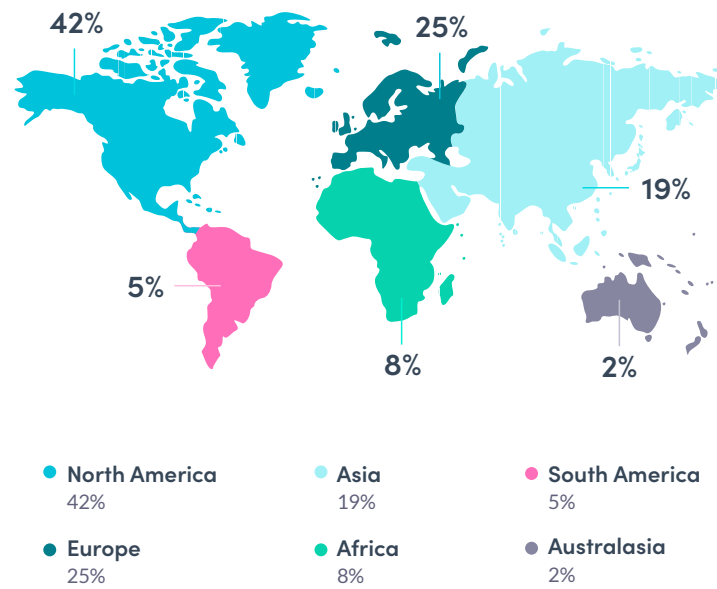 42%
25%
19%
5%
8%
2%
North America
42%
Asia
19%
South America
5%
Europe
25%
Africa
8%
Australasia
2%